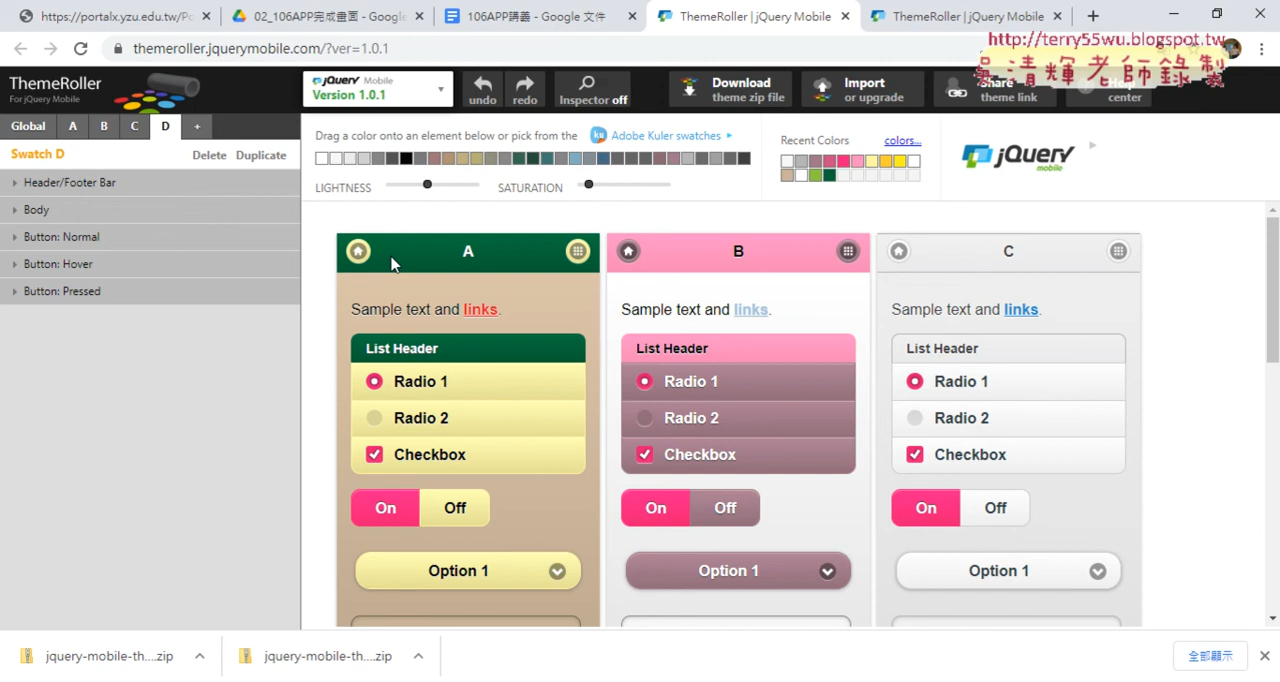 https://portalx.yzu.edu.tw/Po
02_106APP完成畫面 - Google
106APP講義 - Google 文件
ThemeRoller | jQuery Mobile
ThemeRoller | jQuery Mobile
themeroller.jquerymobile.com/?ver=1.0.1
http://terry55wu.blogspot.tw
吳清輝老師錄製
ThemeRoller
For jQuery Mobile
jQuery Mobile
Version 1.0.1
undo
redo
Inspector off
Download
theme zip file
Import
or upgrade
Share
theme link
Help
center
Global
A
B
C
D
+
Swatch D
Delete
Duplicate
Header/Footer Bar
Body
Button: Normal
Button: Hover
Button: Pressed
Drag a color onto an element below or pick from the
ku
Adobe Kuler swatches
LIGHTNESS
SATURATION
Recent Colors
colors...
jQuery
mobile
A
Sample text and links.
List Header
Radio 1
Radio 2
Checkbox
On
Off
Option 1
B
Sample text and links.
List Header
Radio 1
Radio 2
Checkbox
On
Off
Option 1
C
Sample text and links.
List Header
Radio 1
Radio 2
Checkbox
On
Off
Option 1
jquery-mobile-th....zip
jquery-mobile-th....zip
全部顯示